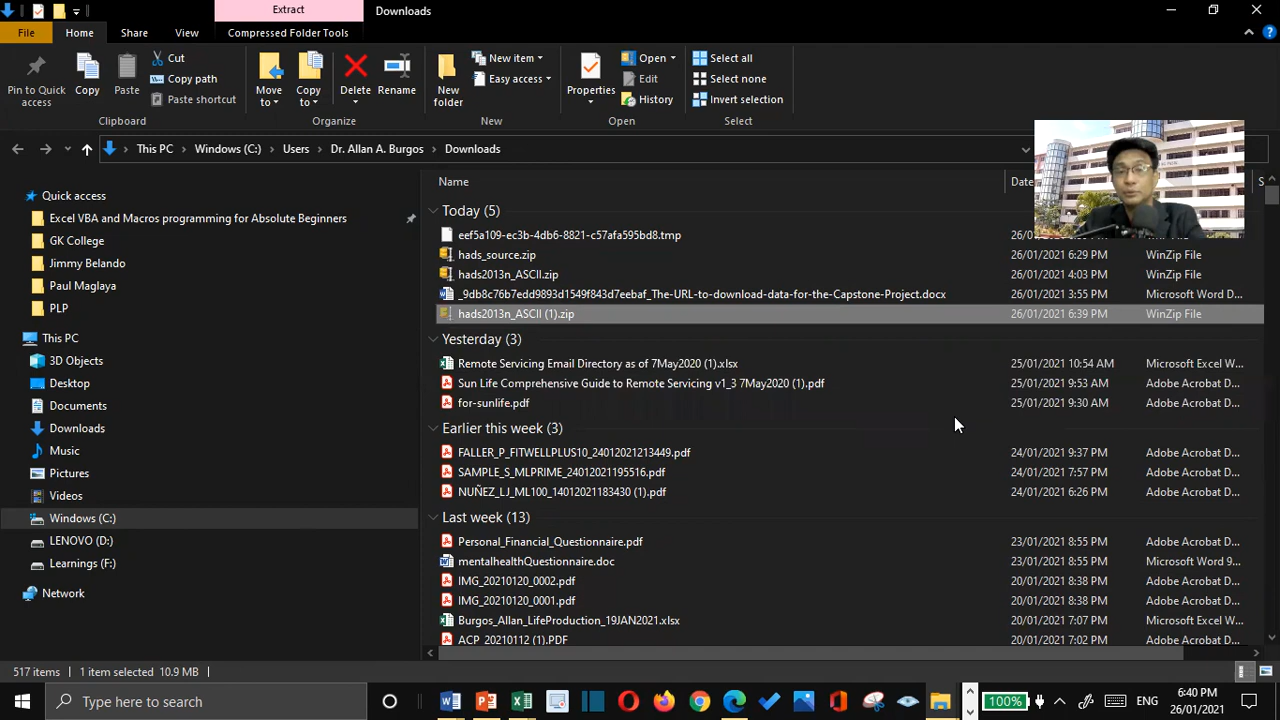 Extract
Downloads
File
Home
Share
View
Compressed Folder Tools
Pin to Quick access
Copy
Paste
Cut
Copy path
Paste shortcut
Move to
Copy to
Delete
Rename
New folder
New item
Easy access
Properties
Open
Edit
History
Select all
Select none
Invert selection
Clipboard
Organize
New
Open
Select
This PC
Windows (C:)
Users
Dr. Allan A. Burgos
Downloads
Quick access
Excel VBA and Macros programming for Absolute Beginners
GK College
Jimmy Belando
Paul Maglaya
PLP
This PC
3D Objects
Desktop
Documents
Downloads
Music
Pictures
Videos
Windows (C:)
LENOVO (D:)
Learnings (F:)
Network
Name
Today (5)
eef5a109-ec3b-4db6-8821-c57afa595bd8.tmp
hads_source.zip 26/01/2021 6:29 PM WinZip File
hads2013n_ASCII.zip 26/01/2021 4:03 PM WinZip File
_9db8c76b7edd9893d1549f843d7eebaf_The-URL-to-download-data-for-the-Capstone-Project.docx 26/01/2021 3:55 PM Microsoft Word D...
hads2013n_ASCII (1).zip 26/01/2021 6:39 PM WinZip File
Yesterday (3)
Remote Servicing Email Directory as of 7May2020 (1).xlsx 25/01/2021 10:54 AM Microsoft Excel W...
Sun Life Comprehensive Guide to Remote Servicing v1_3 7May2020 (1).pdf 25/01/2021 9:53 AM Adobe Acrobat D...
for-sunlife.pdf 25/01/2021 9:30 AM Adobe Acrobat D...
Earlier this week (3)
FALLER_P_FITWELLPLUS10_24012021213449.pdf 24/01/2021 9:37 PM Adobe Acrobat D...
SAMPLE_S_MLPRIME_24012021195516.pdf 24/01/2021 7:57 PM Adobe Acrobat D...
NUÑEZ_LJ_ML100_14012021183430 (1).pdf 24/01/2021 6:26 PM Adobe Acrobat D...
Last week (13)
Personal_Financial_Questionnaire.pdf 23/01/2021 8:55 PM Adobe Acrobat D...
mentalhealthQuestionnaire.doc 23/01/2021 8:55 PM Microsoft Word 9...
IMG_20210120_0002.pdf 20/01/2021 8:38 PM Adobe Acrobat D...
IMG_20210120_0001.pdf 20/01/2021 8:38 PM Adobe Acrobat D...
Burgos_Allan_LifeProduction_19JAN2021.xlsx 20/01/2021 7:07 PM Microsoft Excel W...
ACP_20210112 (1).PDF 20/01/2021 7:02 PM Adobe Acrobat D...
517 items
1 item selected 10.9 MB
Type here to search
100%
ENG
6:40 PM
26/01/2021